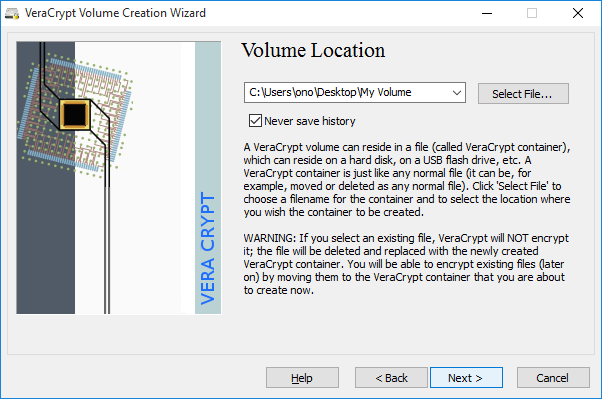 VeraCrypt Volume Creation Wizard
Volume Location
C:\Users\ono\Desktop\My Volume
Select File...
Never save history
A VeraCrypt volume can reside in a file (called VeraCrypt container),
which can reside on a hard disk, on a USB flash drive, etc. A
VeraCrypt container is just like any normal file (it can be, for
example, moved or deleted as any normal file). Click 'Select File' to
choose a filename for the container and to select the location where
you wish the container to be created.
WARNING: If you select an existing file, VeraCrypt will NOT encrypt
it; the file will be deleted and replaced with the newly created
VeraCrypt container. You will be able to encrypt existing files (later
on) by moving them to the VeraCrypt container that you are about
to create now.
VERA CRYPT
Help
< Back
Next >
Cancel